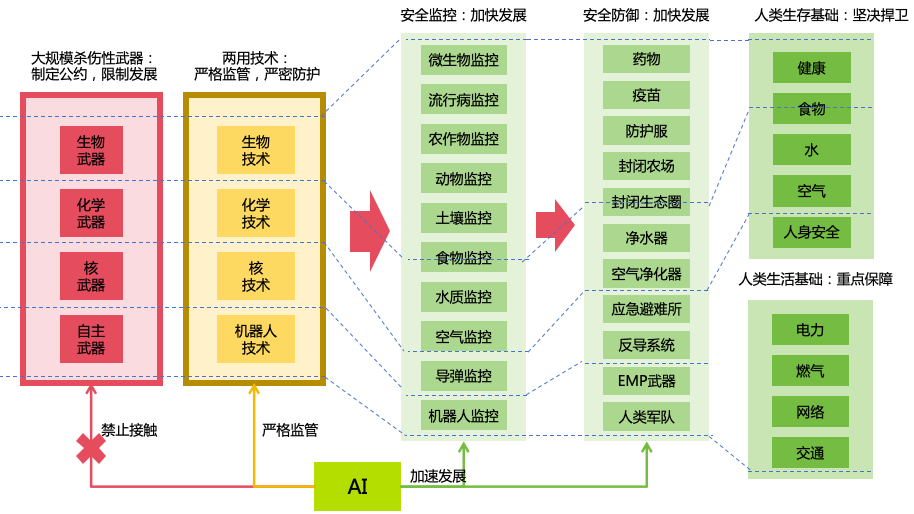 大规模杀伤性武器：
制定公约，限制发展
生物
武器
化学
武器
核
武器
自主
武器
两用技术：
严格监管，严密防护
生物
技术
化学
技术
核
技术
机器人
技术
安全监控：加快发展
微生物监控
流行病监控
农作物监控
动物监控
土壤监控
食物监控
水质监控
空气监控
导弹监控
机器人监控
安全防御：加快发展
药物
疫苗
防护服
封闭农场
封闭生态圈
净水器
空气净化器
应急避难所
反导系统
EMP武器
人类军队
人类生存基础：坚决捍卫
健康
食物
水
空气
人身安全
人类生活基础：重点保障
电力
燃气
网络
交通
禁止接触
严格监管
加速发展
AI